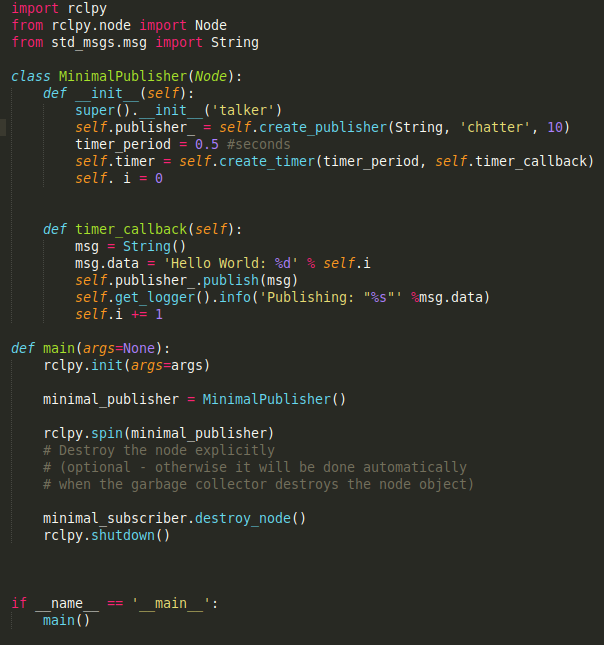 import rclpy
from rclpy.node import Node
from std_msgs.msg import String
class MinimalPublisher(Node):
    def __init__(self):
        super().__init__('talker')
        self.publisher_ = self.create_publisher(String, 'chatter', 10)
        timer_period = 0.5 #seconds
        self.timer = self.create_timer(timer_period, self.timer_callback)
        self. i = 0
    def timer_callback(self):
        msg = String()
        msg.data = 'Hello World: %d' % self.i
        self.publisher_.publish(msg)
        self.get_logger().info('Publishing: "%s"' %msg.data)
        self.i += 1
def main(args=None):
    rclpy.init(args=args)
    minimal_publisher = MinimalPublisher()
    rclpy.spin(minimal_publisher)
    # Destroy the node explicitly
    # (optional - otherwise it will be done automatically
    # when the garbage collector destroys the node object)
    minimal_subscriber.destroy_node()
    rclpy.shutdown()
if __name__ == '__main__':
    main()